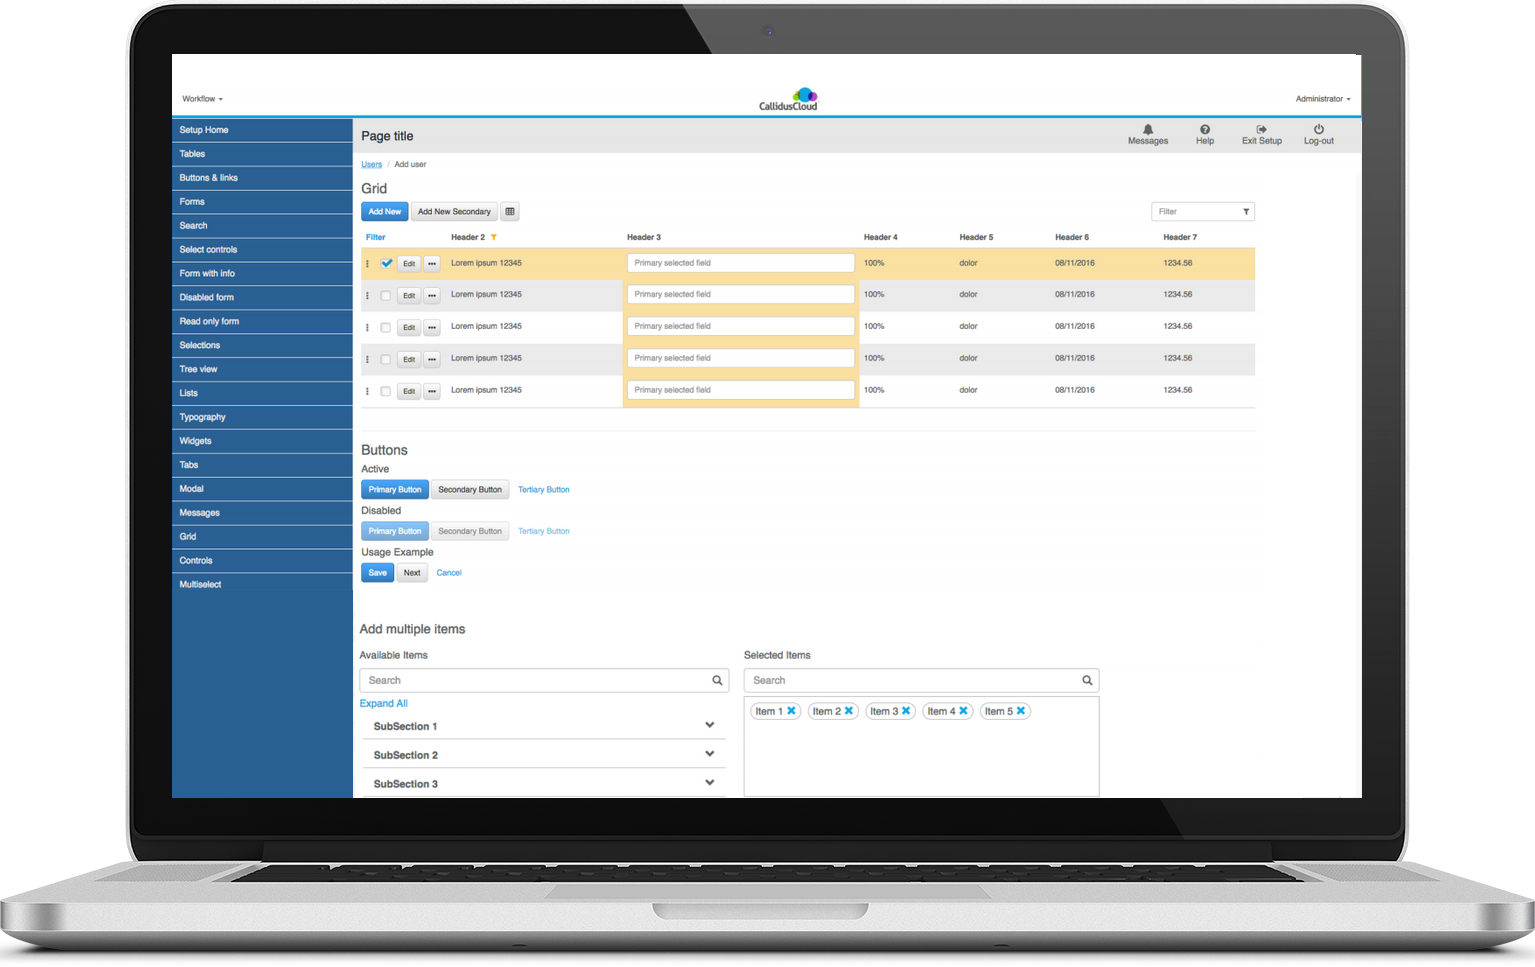 Workflow
CallidusCloud
Administrator
Setup Home
Tables
Buttons & links
Forms
Search
Select controls
Form with info
Disabled form
Read only form
Selections
Tree view
Lists
Typography
Widgets
Tabs
Modal
Messages
Grid
Controls
Multiselect
Page title
Messages Help Exit Setup Log-out
Users / Add user
Grid
Add New Add New Secondary Filter
Filter Header 2 Header 3 Header 4 Header 5 Header 6 Header 7
Edit ••• Lorem ipsum 12345 Primary selected field 100% dolor 08/11/2016 1234.56
Edit ••• Lorem ipsum 12345 Primary selected field 100% dolor 08/11/2016 1234.56
Edit ••• Lorem ipsum 12345 Primary selected field 100% dolor 08/11/2016 1234.56
Edit ••• Lorem ipsum 12345 Primary selected field 100% dolor 08/11/2016 1234.56
Edit ••• Lorem ipsum 12345 Primary selected field 100% dolor 08/11/2016 1234.56
Buttons
Active
Primary Button Secondary Button Tertiary Button
Disabled
Primary Button Secondary Button Tertiary Button
Usage Example
Save Next Cancel
Add multiple items
Available Items
Search
Expand All
SubSection 1
SubSection 2
SubSection 3
Selected Items
Search
Item 1 Item 2 Item 3 Item 4 Item 5